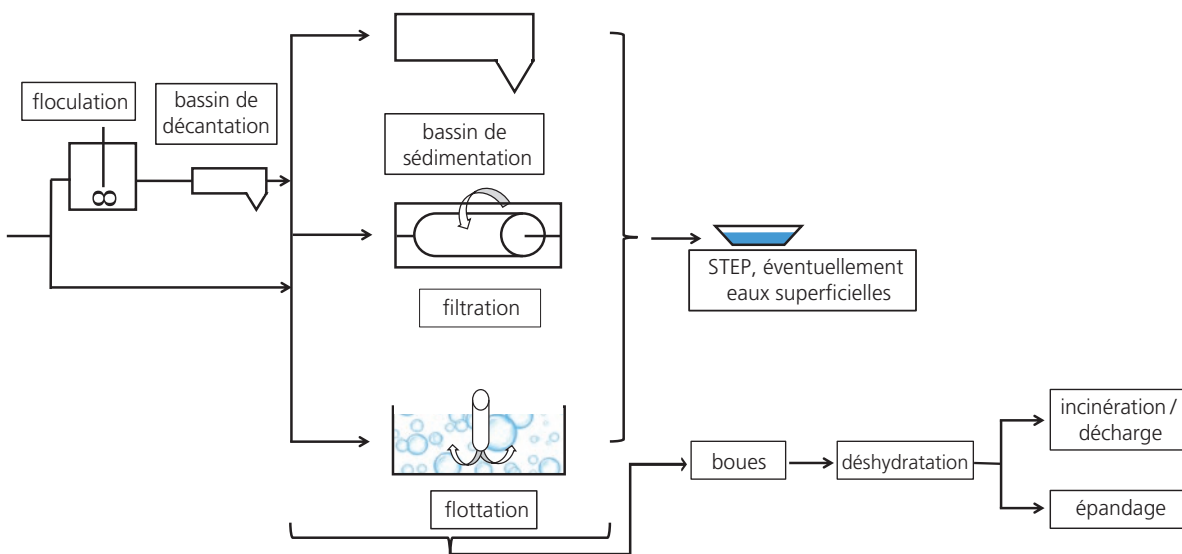 floculation
bassin de
décantation
bassin de
sédimentation
filtration
STEP, éventuellement
eaux superficielles
flottation
boues
déshydratation
incinération /
décharge
épandage